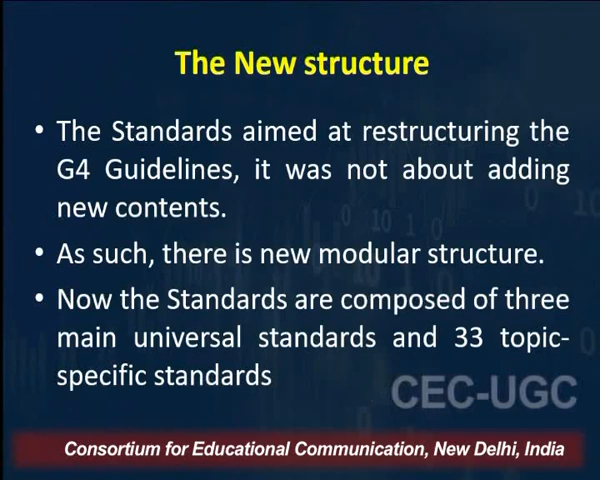 The New structure
• The Standards aimed at restructuring the
G4 Guidelines, it was not about adding
new contents.
• As such, there is new modular structure.
• Now the Standards are composed of three
main universal standards and 33 topic-
specific standards
CEC-UGC
Consortium for Educational Communication, New Delhi, India